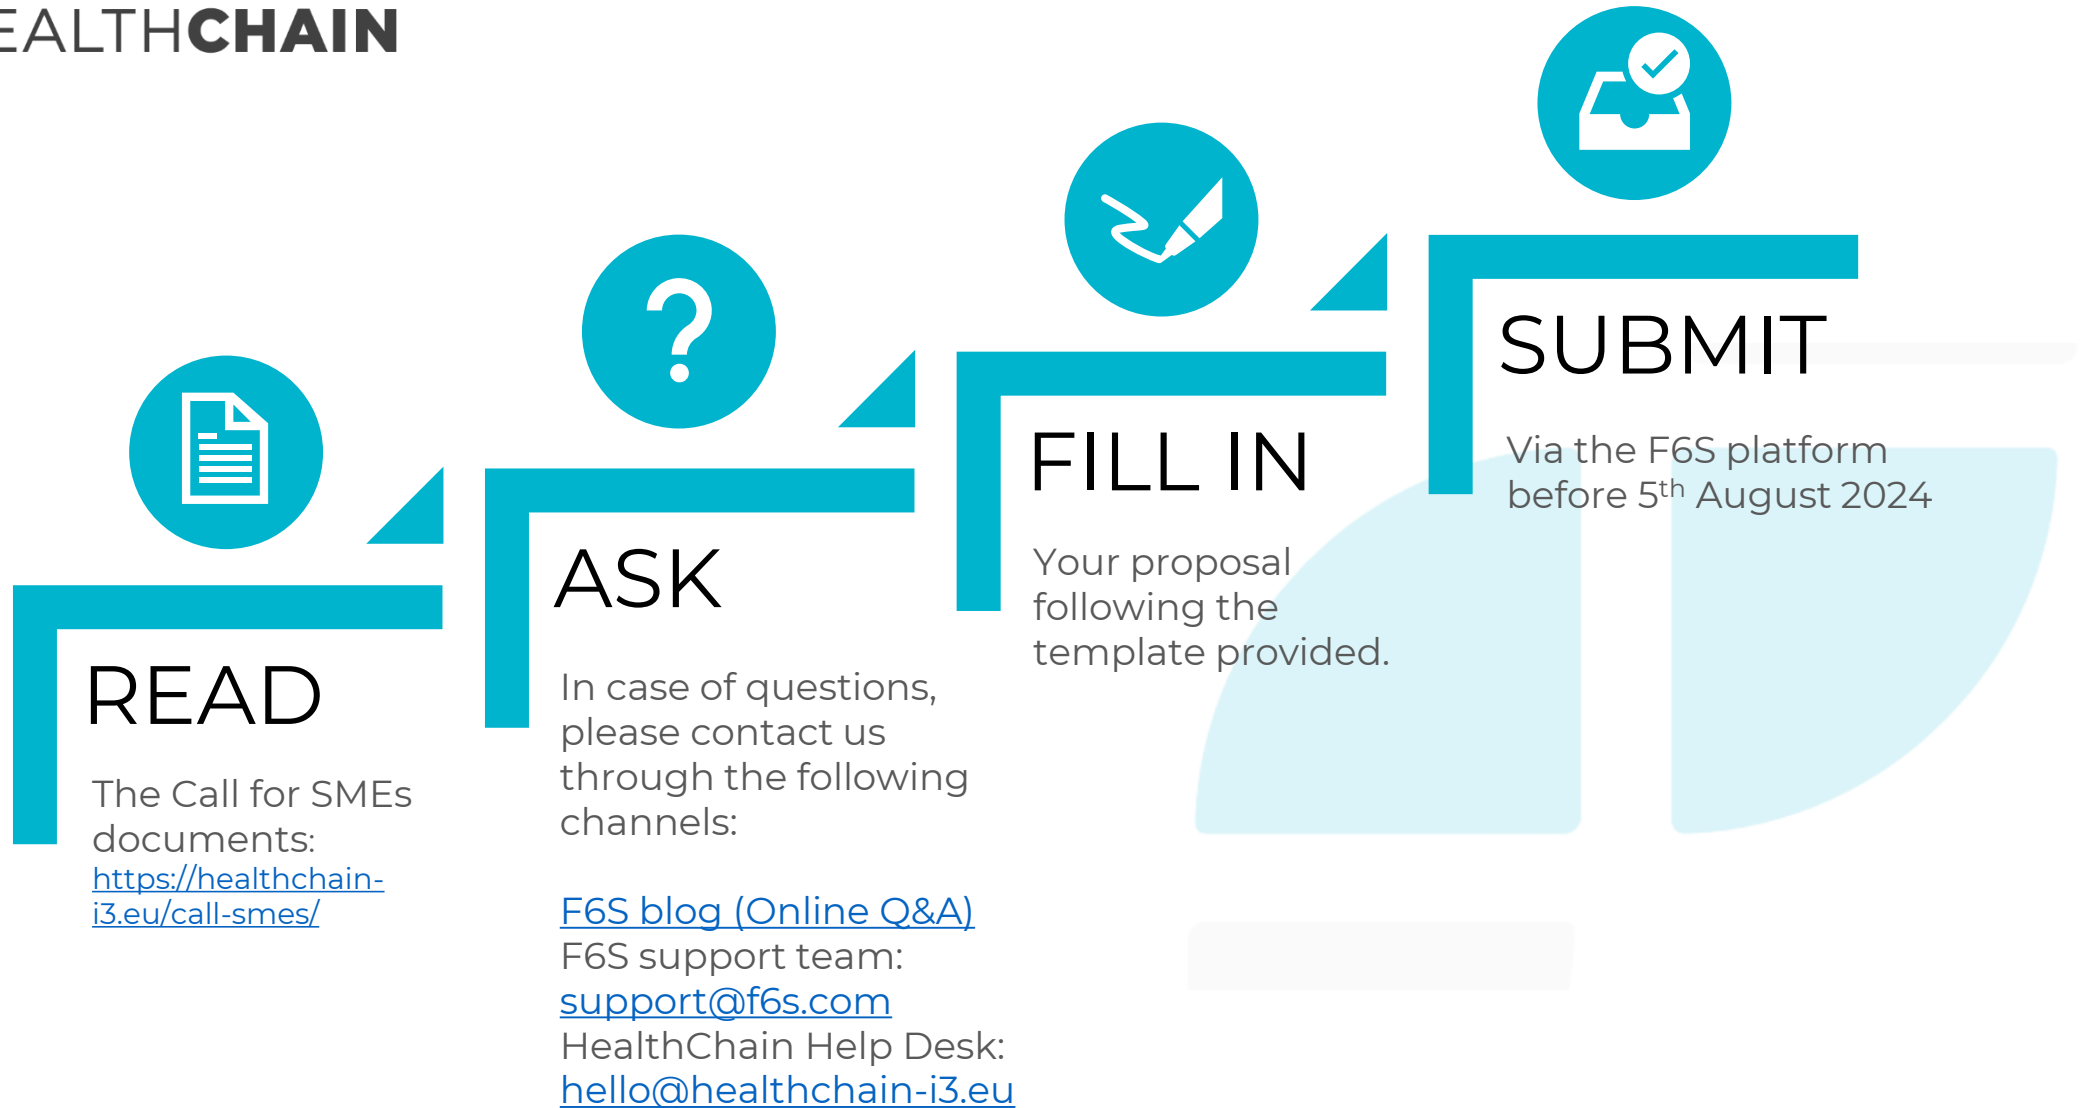 EALTHCHAIN
READ
The Call for SMEs
documents:
https://healthchain-
i3.eu/call-smes/
ASK
In case of questions,
please contact us
through the following
channels:
F6S blog (Online Q&A)
F6S support team:
support@f6s.com
HealthChain Help Desk:
hello@healthchain-i3.eu
FILL IN
Your proposal
following the
template provided.
SUBMIT
Via the F6S platform
before 5th August 2024